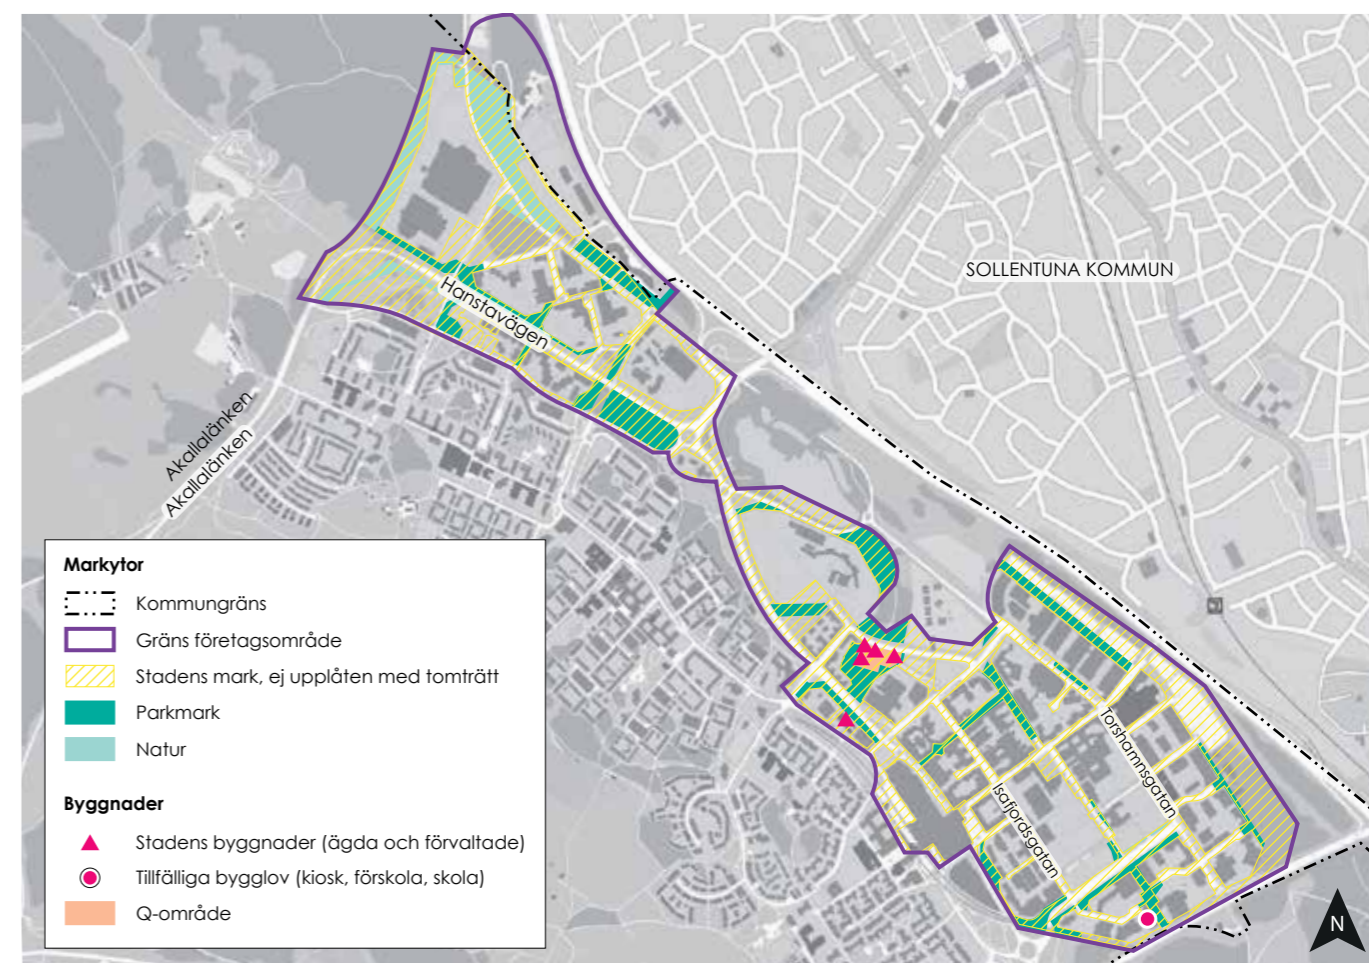 SOLLENTUNA KOMMUN
Hanstavägen
Akallalänken
Akallalänken
Torshamnsgatan
Isafjordsgatan
Markytor
Kommungräns
Gräns företagsområde
Stadens mark, ej upplåten med tomträtt
Parkmark
Natur
Byggnader
Stadens byggnader (ägda och förvaltade)
Tillfälliga bygglov (kiosk, förskola, skola)
Q-område
N